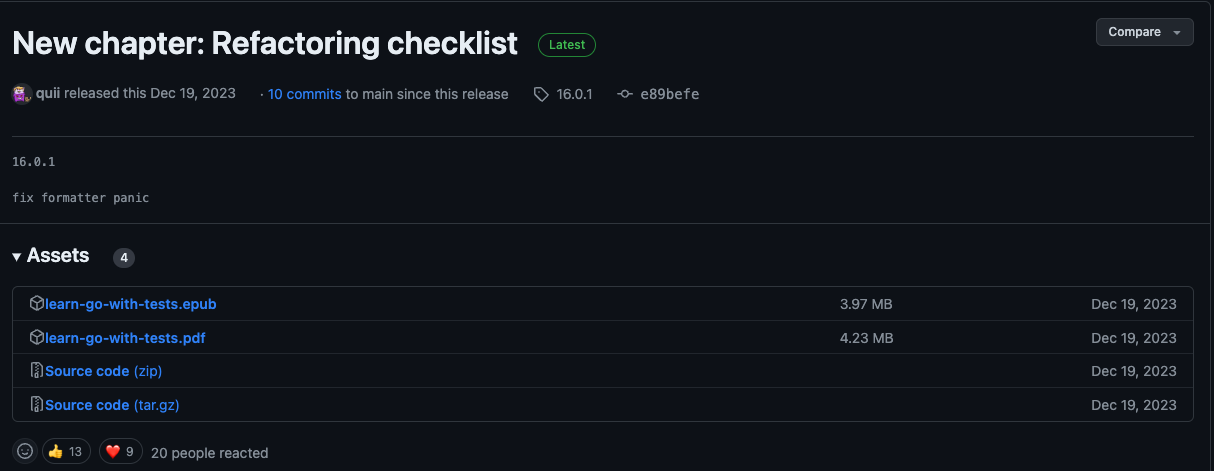 New chapter: Refactoring checklist Latest Compare
quii released this Dec 19, 2023 · 10 commits to main since this release 16.0.1 e89befe
16.0.1
fix formatter panic
Assets 4
learn-go-with-tests.epub 3.97 MB Dec 19, 2023
learn-go-with-tests.pdf 4.23 MB Dec 19, 2023
Source code (zip) Dec 19, 2023
Source code (tar.gz) Dec 19, 2023
👍 13 ❤️ 9 20 people reacted